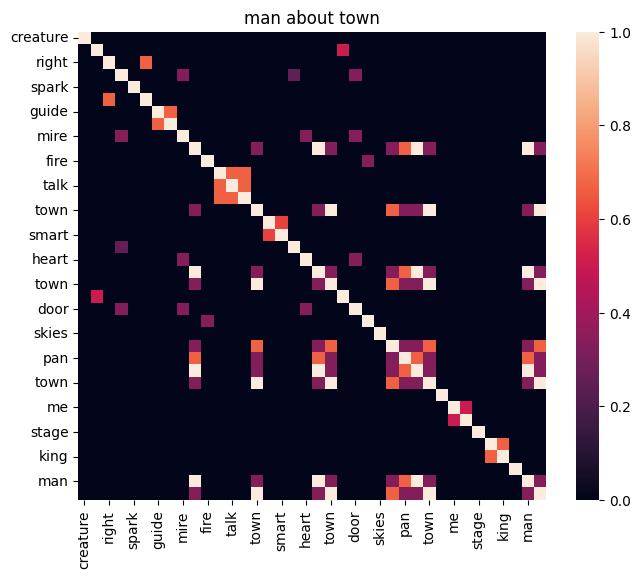 man about town
creature
right
spark
guide
mire
fire
talk
town
smart
heart
town
door
skies
pan
town
me
stage
king
man
creature
right
spark
guide
mire
fire
talk
town
smart
heart
town
door
skies
pan
town
me
stage
king
man
1.0
0.8
0.6
0.4
0.2
0.0